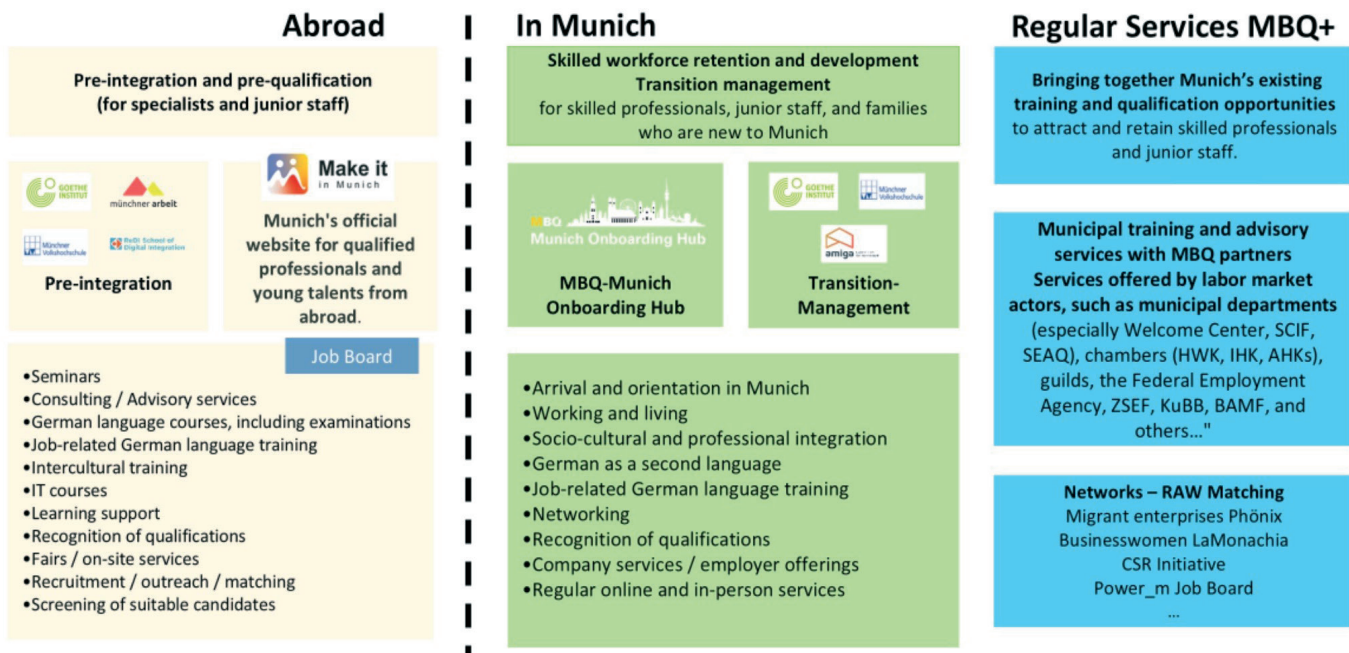 Abroad
Pre-integration and pre-qualification
(for specialists and junior staff)
GOETHE
INSTITUT
münchner arbeit
Münchner
Volkshochschule
ReDI School of
Digital Integration
Pre-integration
Make it
in Munich
Munich's official
website for qualified
professionals and
young talents from
abroad.
Job Board
•Seminars
•Consulting / Advisory services
•German language courses, including examinations
•Job-related German language training
•Intercultural training
•IT courses
•Learning support
•Recognition of qualifications
•Fairs / on-site services
•Recruitment / outreach / matching
•Screening of suitable candidates
In Munich
Skilled workforce retention and development
Transition management
for skilled professionals, junior staff, and families
who are new to Munich
MBQ
Munich Onboarding Hub
MBQ-Munich
Onboarding Hub
GOETHE
INSTITUT
Münchner
Volkshochschule
amiga
Transition-
Management
•Arrival and orientation in Munich
•Working and living
•Socio-cultural and professional integration
•German as a second language
•Job-related German language training
•Networking
•Recognition of qualifications
•Company services / employer offerings
•Regular online and in-person services
Regular Services MBQ+
Bringing together Munich’s existing
training and qualification opportunities
to attract and retain skilled professionals
and junior staff.
Municipal training and advisory
services with MBQ partners
Services offered by labor market
actors, such as municipal departments
(especially Welcome Center, SCIF,
SEAQ), chambers (HWK, IHK, AHKs),
guilds, the Federal Employment
Agency, ZSEF, KuBB, BAMF, and
others..."
Networks – RAW Matching
Migrant enterprises Phönix
Businesswomen LaMonachia
CSR Initiative
Power_m Job Board
...